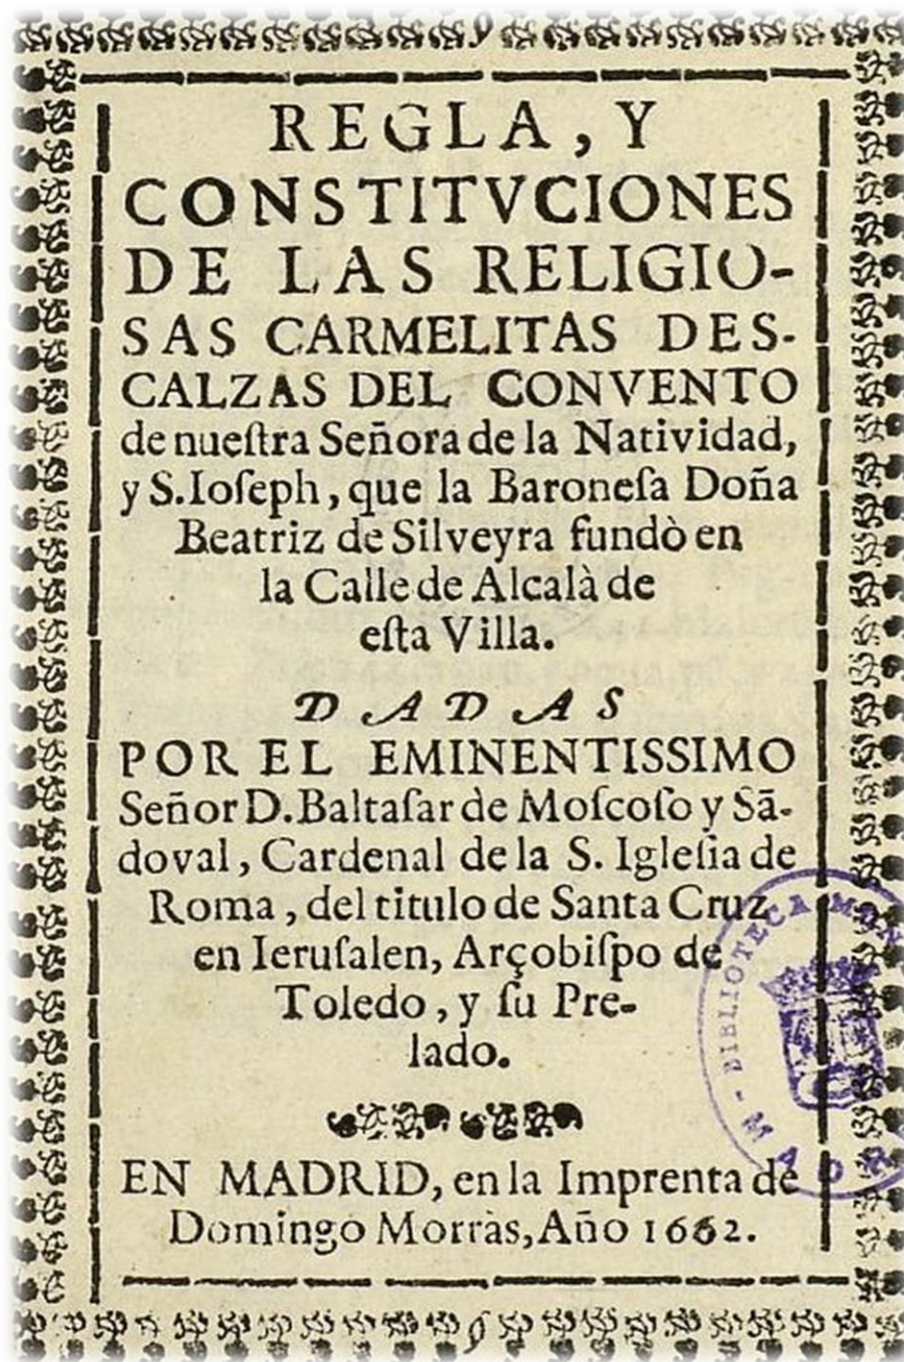 REGLA, Y
CONSTITVCIONES
DE LAS RELIGIO-
SAS CARMELITAS DES-
CALZAS DEL CONVENTO
de nueſtra Señora de la Natividad,
y S.Ioſeph, que la Baroneſa Doña
Beatriz de Silveyra fundò en
la Calle de Alcalà de
eſta Villa.
DADAS
POR EL EMINENTISSIMO
Señor D.Baltaſar de Moſcoſo y Sā-
doval, Cardenal de la S. Igleſia de
Roma, del titulo de Santa Cruz
en Ieruſalen, Arçobiſpo de
Toledo, y ſu Pre-
lado.
EN MADRID, en la Imprenta de
Domingo Morràs, Año 1662.
BIBLIOTECA